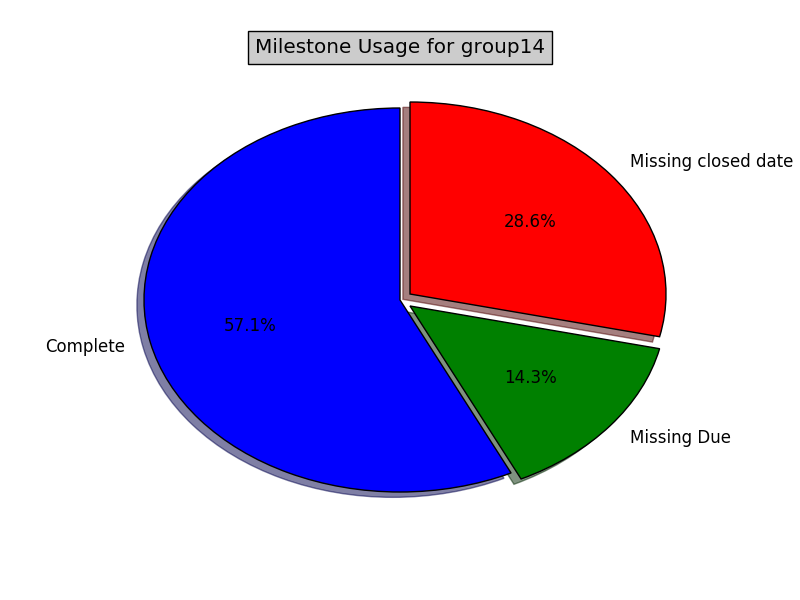 Milestone Usage for group14
Missing closed date
28.6%
57.1%
Complete
14.3%
Missing Due